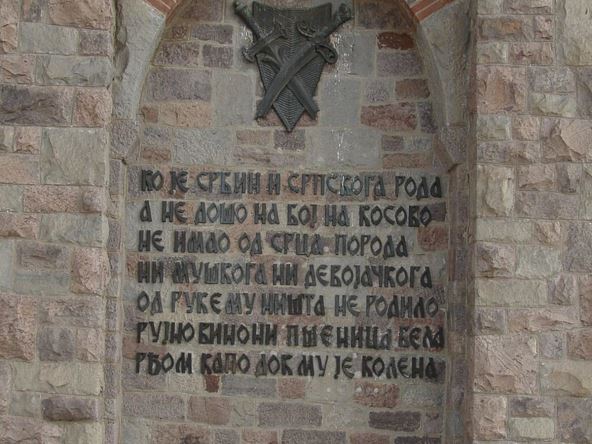 КО ЈЕ СРБИН И СРПСКОГА РОДА
А НЕ ДОШО НА БОЈ НА КОСОВО
НЕ ИМАО ОД СРЦА ПОРОДА
НИ МУШКОГА НИ ДЕВОЈАЧКОГА
ОД РУКЕ МУ НИШТА НЕ РОДИЛО
РУЈНО ВИНО НИ ПШЕНИЦА БЕЛА
РЂОМ КАПО ДОК МУ ЈЕ КОЛЕНА